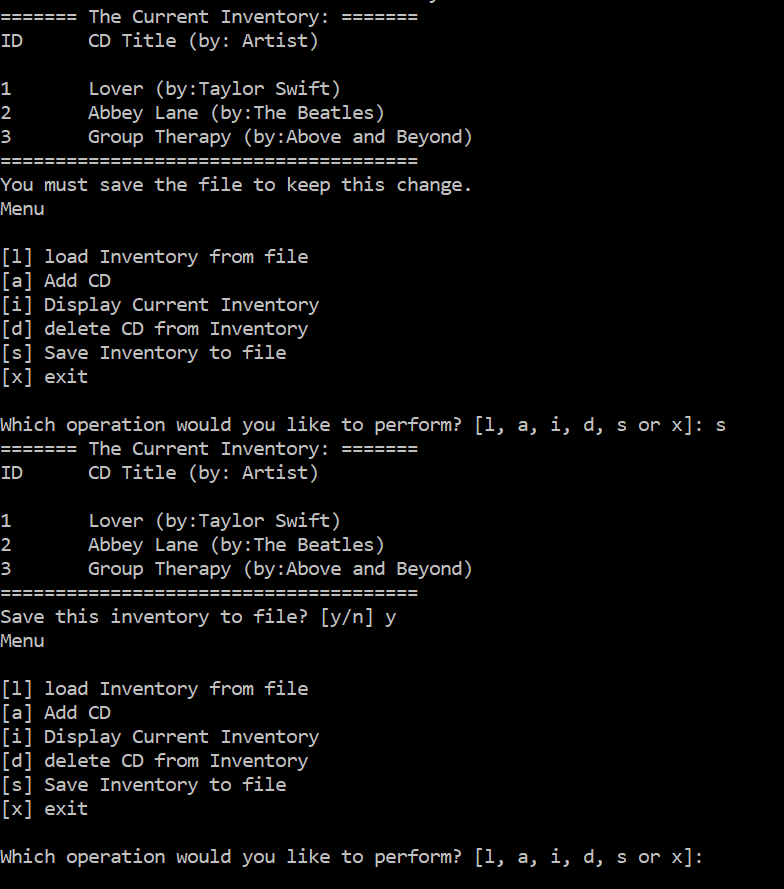 ======= The Current Inventory: =======
ID      CD Title (by: Artist)

1       Lover (by:Taylor Swift)
2       Abbey Lane (by:The Beatles)
3       Group Therapy (by:Above and Beyond)
======================================
You must save the file to keep this change.
Menu

[l] load Inventory from file
[a] Add CD
[i] Display Current Inventory
[d] delete CD from Inventory
[s] Save Inventory to file
[x] exit

Which operation would you like to perform? [l, a, i, d, s or x]: s
======= The Current Inventory: =======
ID      CD Title (by: Artist)

1       Lover (by:Taylor Swift)
2       Abbey Lane (by:The Beatles)
3       Group Therapy (by:Above and Beyond)
======================================
Save this inventory to file? [y/n] y
Menu

[l] load Inventory from file
[a] Add CD
[i] Display Current Inventory
[d] delete CD from Inventory
[s] Save Inventory to file
[x] exit

Which operation would you like to perform? [l, a, i, d, s or x]: